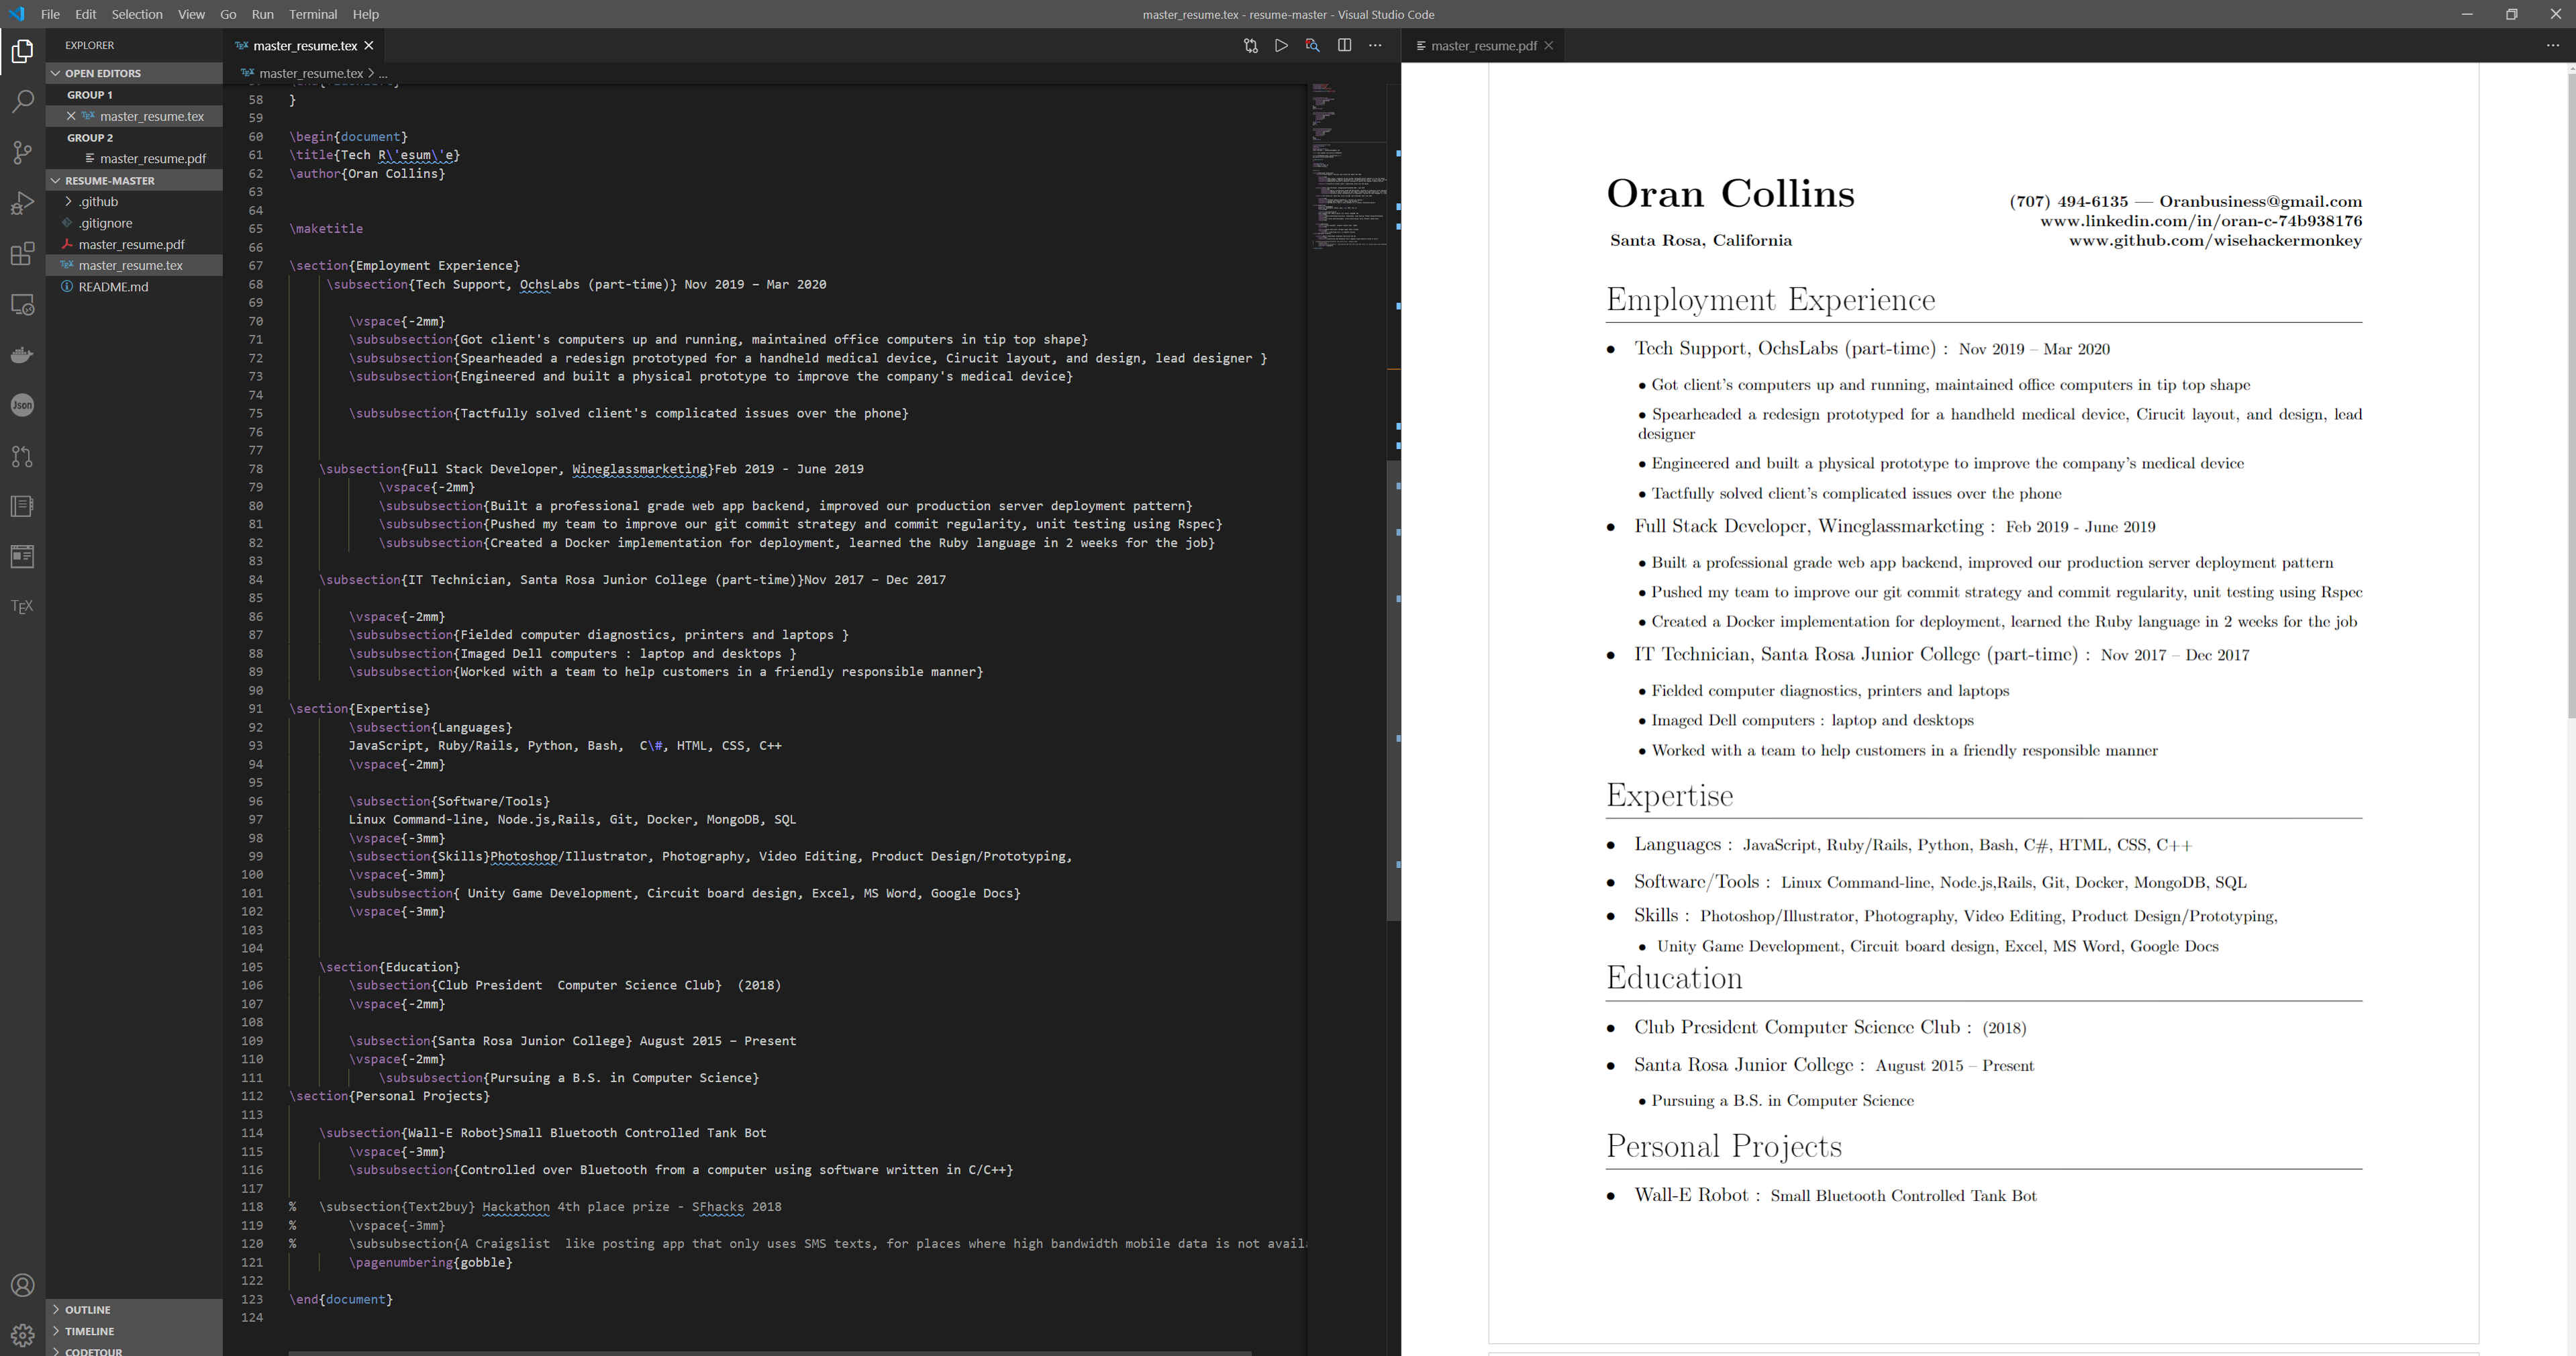 File Edit Selection View Go Run Terminal Help
master_resume.tex - resume-master - Visual Studio Code
EXPLORER
OPEN EDITORS
GROUP 1
master_resume.tex
GROUP 2
master_resume.pdf
RESUME-MASTER
.github
.gitignore
master_resume.pdf
master_resume.tex
README.md
OUTLINE
TIMELINE
CODETOUR
Json
TEX
TEX master_resume.tex
TEX master_resume.tex > ...
58 }
59
60 \begin{document}
61 \title{Tech R\'esum\'e}
62 \author{Oran Collins}
63
64
65 \maketitle
66
67 \section{Employment Experience}
68 \subsection{Tech Support, OchsLabs (part-time)} Nov 2019 – Mar 2020
69
70 \vspace{-2mm}
71 \subsubsection{Got client's computers up and running, maintained office computers in tip top shape}
72 \subsubsection{Spearheaded a redesign prototyped for a handheld medical device, Cirucit layout, and design, lead designer }
73 \subsubsection{Engineered and built a physical prototype to improve the company's medical device}
74
75 \subsubsection{Tactfully solved client's complicated issues over the phone}
76
77
78 \subsection{Full Stack Developer, Wineglassmarketing}Feb 2019 - June 2019
79 \vspace{-2mm}
80 \subsubsection{Built a professional grade web app backend, improved our production server deployment pattern}
81 \subsubsection{Pushed my team to improve our git commit strategy and commit regularity, unit testing using Rspec}
82 \subsubsection{Created a Docker implementation for deployment, learned the Ruby language in 2 weeks for the job}
83
84 \subsection{IT Technician, Santa Rosa Junior College (part-time)}Nov 2017 – Dec 2017
85
86 \vspace{-2mm}
87 \subsubsection{Fielded computer diagnostics, printers and laptops }
88 \subsubsection{Imaged Dell computers : laptop and desktops }
89 \subsubsection{Worked with a team to help customers in a friendly responsible manner}
90
91 \section{Expertise}
92 \subsection{Languages}
93 JavaScript, Ruby/Rails, Python, Bash,  C\#, HTML, CSS, C++
94 \vspace{-2mm}
95
96 \subsection{Software/Tools}
97 Linux Command-line, Node.js,Rails, Git, Docker, MongoDB, SQL
98 \vspace{-3mm}
99 \subsection{Skills}Photoshop/Illustrator, Photography, Video Editing, Product Design/Prototyping,
100 \vspace{-3mm}
101 \subsubsection{ Unity Game Development, Circuit board design, Excel, MS Word, Google Docs}
102 \vspace{-3mm}
103
104
105 \section{Education}
106 \subsection{Club President  Computer Science Club}  (2018)
107 \vspace{-2mm}
108
109 \subsection{Santa Rosa Junior College} August 2015 – Present
110 \vspace{-2mm}
111 \subsubsection{Pursuing a B.S. in Computer Science}
112 \section{Personal Projects}
113
114 \subsection{Wall-E Robot}Small Bluetooth Controlled Tank Bot
115 \vspace{-3mm}
116 \subsubsection{Controlled over Bluetooth from a computer using software written in C/C++}
117
118 % \subsection{Text2buy} Hackathon 4th place prize - SFhacks 2018
119 % \vspace{-3mm}
120 % \subsubsection{A Craigslist  like posting app that only uses SMS texts, for places where high bandwidth mobile data is not avail
121 \pagenumbering{gobble}
122
123 \end{document}
124
master_resume.pdf
Oran Collins
Santa Rosa, California
(707) 494-6135 — Oranbusiness@gmail.com
www.linkedin.com/in/oran-c-74b938176
www.github.com/wisehackermonkey
Employment Experience
● Tech Support, OchsLabs (part-time) : Nov 2019 – Mar 2020
● Got client's computers up and running, maintained office computers in tip top shape
● Spearheaded a redesign prototyped for a handheld medical device, Cirucit layout, and design, lead
designer
● Engineered and built a physical prototype to improve the company's medical device
● Tactfully solved client's complicated issues over the phone
● Full Stack Developer, Wineglassmarketing : Feb 2019 - June 2019
● Built a professional grade web app backend, improved our production server deployment pattern
● Pushed my team to improve our git commit strategy and commit regularity, unit testing using Rspec
● Created a Docker implementation for deployment, learned the Ruby language in 2 weeks for the job
● IT Technician, Santa Rosa Junior College (part-time) : Nov 2017 – Dec 2017
● Fielded computer diagnostics, printers and laptops
● Imaged Dell computers : laptop and desktops
● Worked with a team to help customers in a friendly responsible manner
Expertise
● Languages : JavaScript, Ruby/Rails, Python, Bash, C#, HTML, CSS, C++
● Software/Tools : Linux Command-line, Node.js,Rails, Git, Docker, MongoDB, SQL
● Skills : Photoshop/Illustrator, Photography, Video Editing, Product Design/Prototyping,
● Unity Game Development, Circuit board design, Excel, MS Word, Google Docs
Education
● Club President Computer Science Club : (2018)
● Santa Rosa Junior College : August 2015 – Present
● Pursuing a B.S. in Computer Science
Personal Projects
● Wall-E Robot : Small Bluetooth Controlled Tank Bot